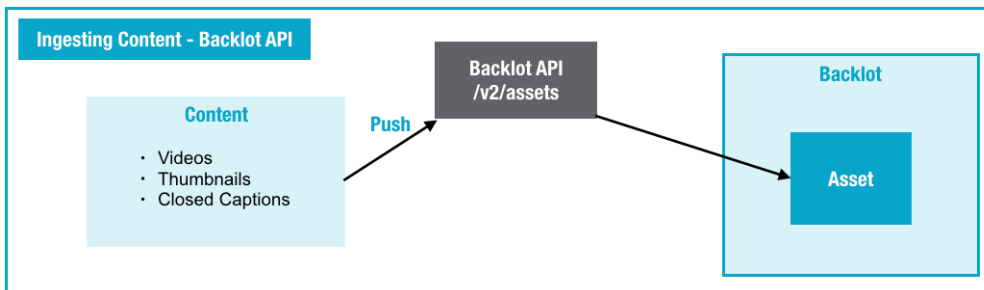 Ingesting Content - Backlot API
Content
· Videos
· Thumbnails
· Closed Captions
Push
Backlot API
/v2/assets
Backlot
Asset